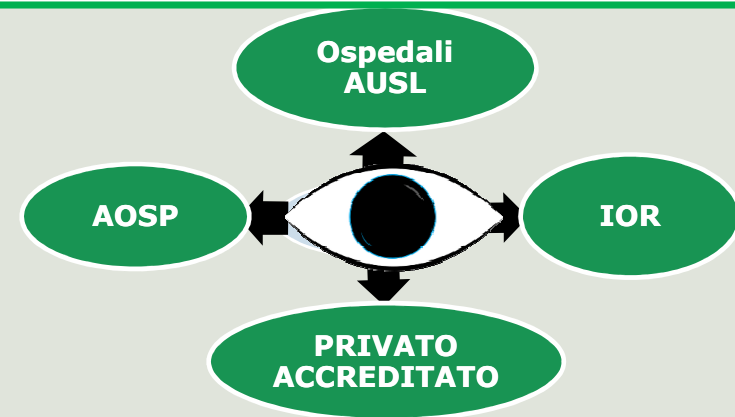 Ospedali
AUSL
AOSP
IOR
PRIVATO
ACCREDITATO